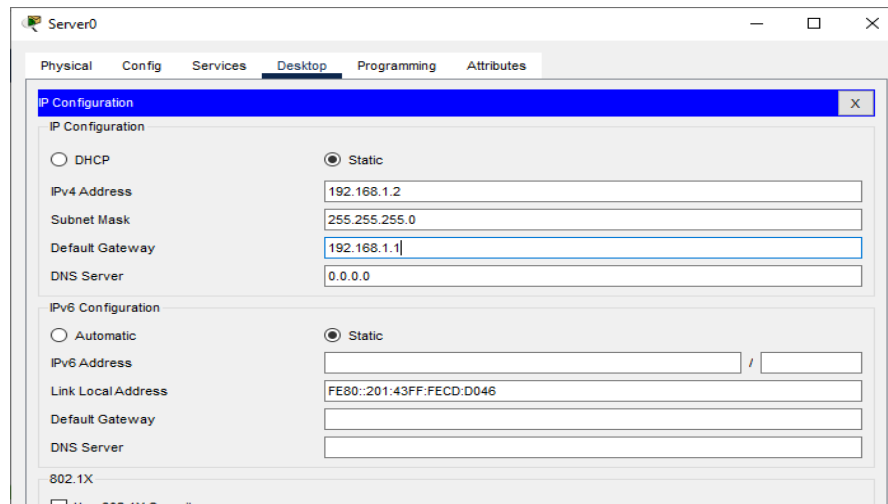 Server0
Physical Config Services Desktop Programming Attributes
IP Configuration X
IP Configuration
DHCP Static
IPv4 Address 192.168.1.2
Subnet Mask 255.255.255.0
Default Gateway 192.168.1.1
DNS Server 0.0.0.0
IPv6 Configuration
Automatic Static
IPv6 Address /
Link Local Address FE80::201:43FF:FECD:D046
Default Gateway
DNS Server
802.1X